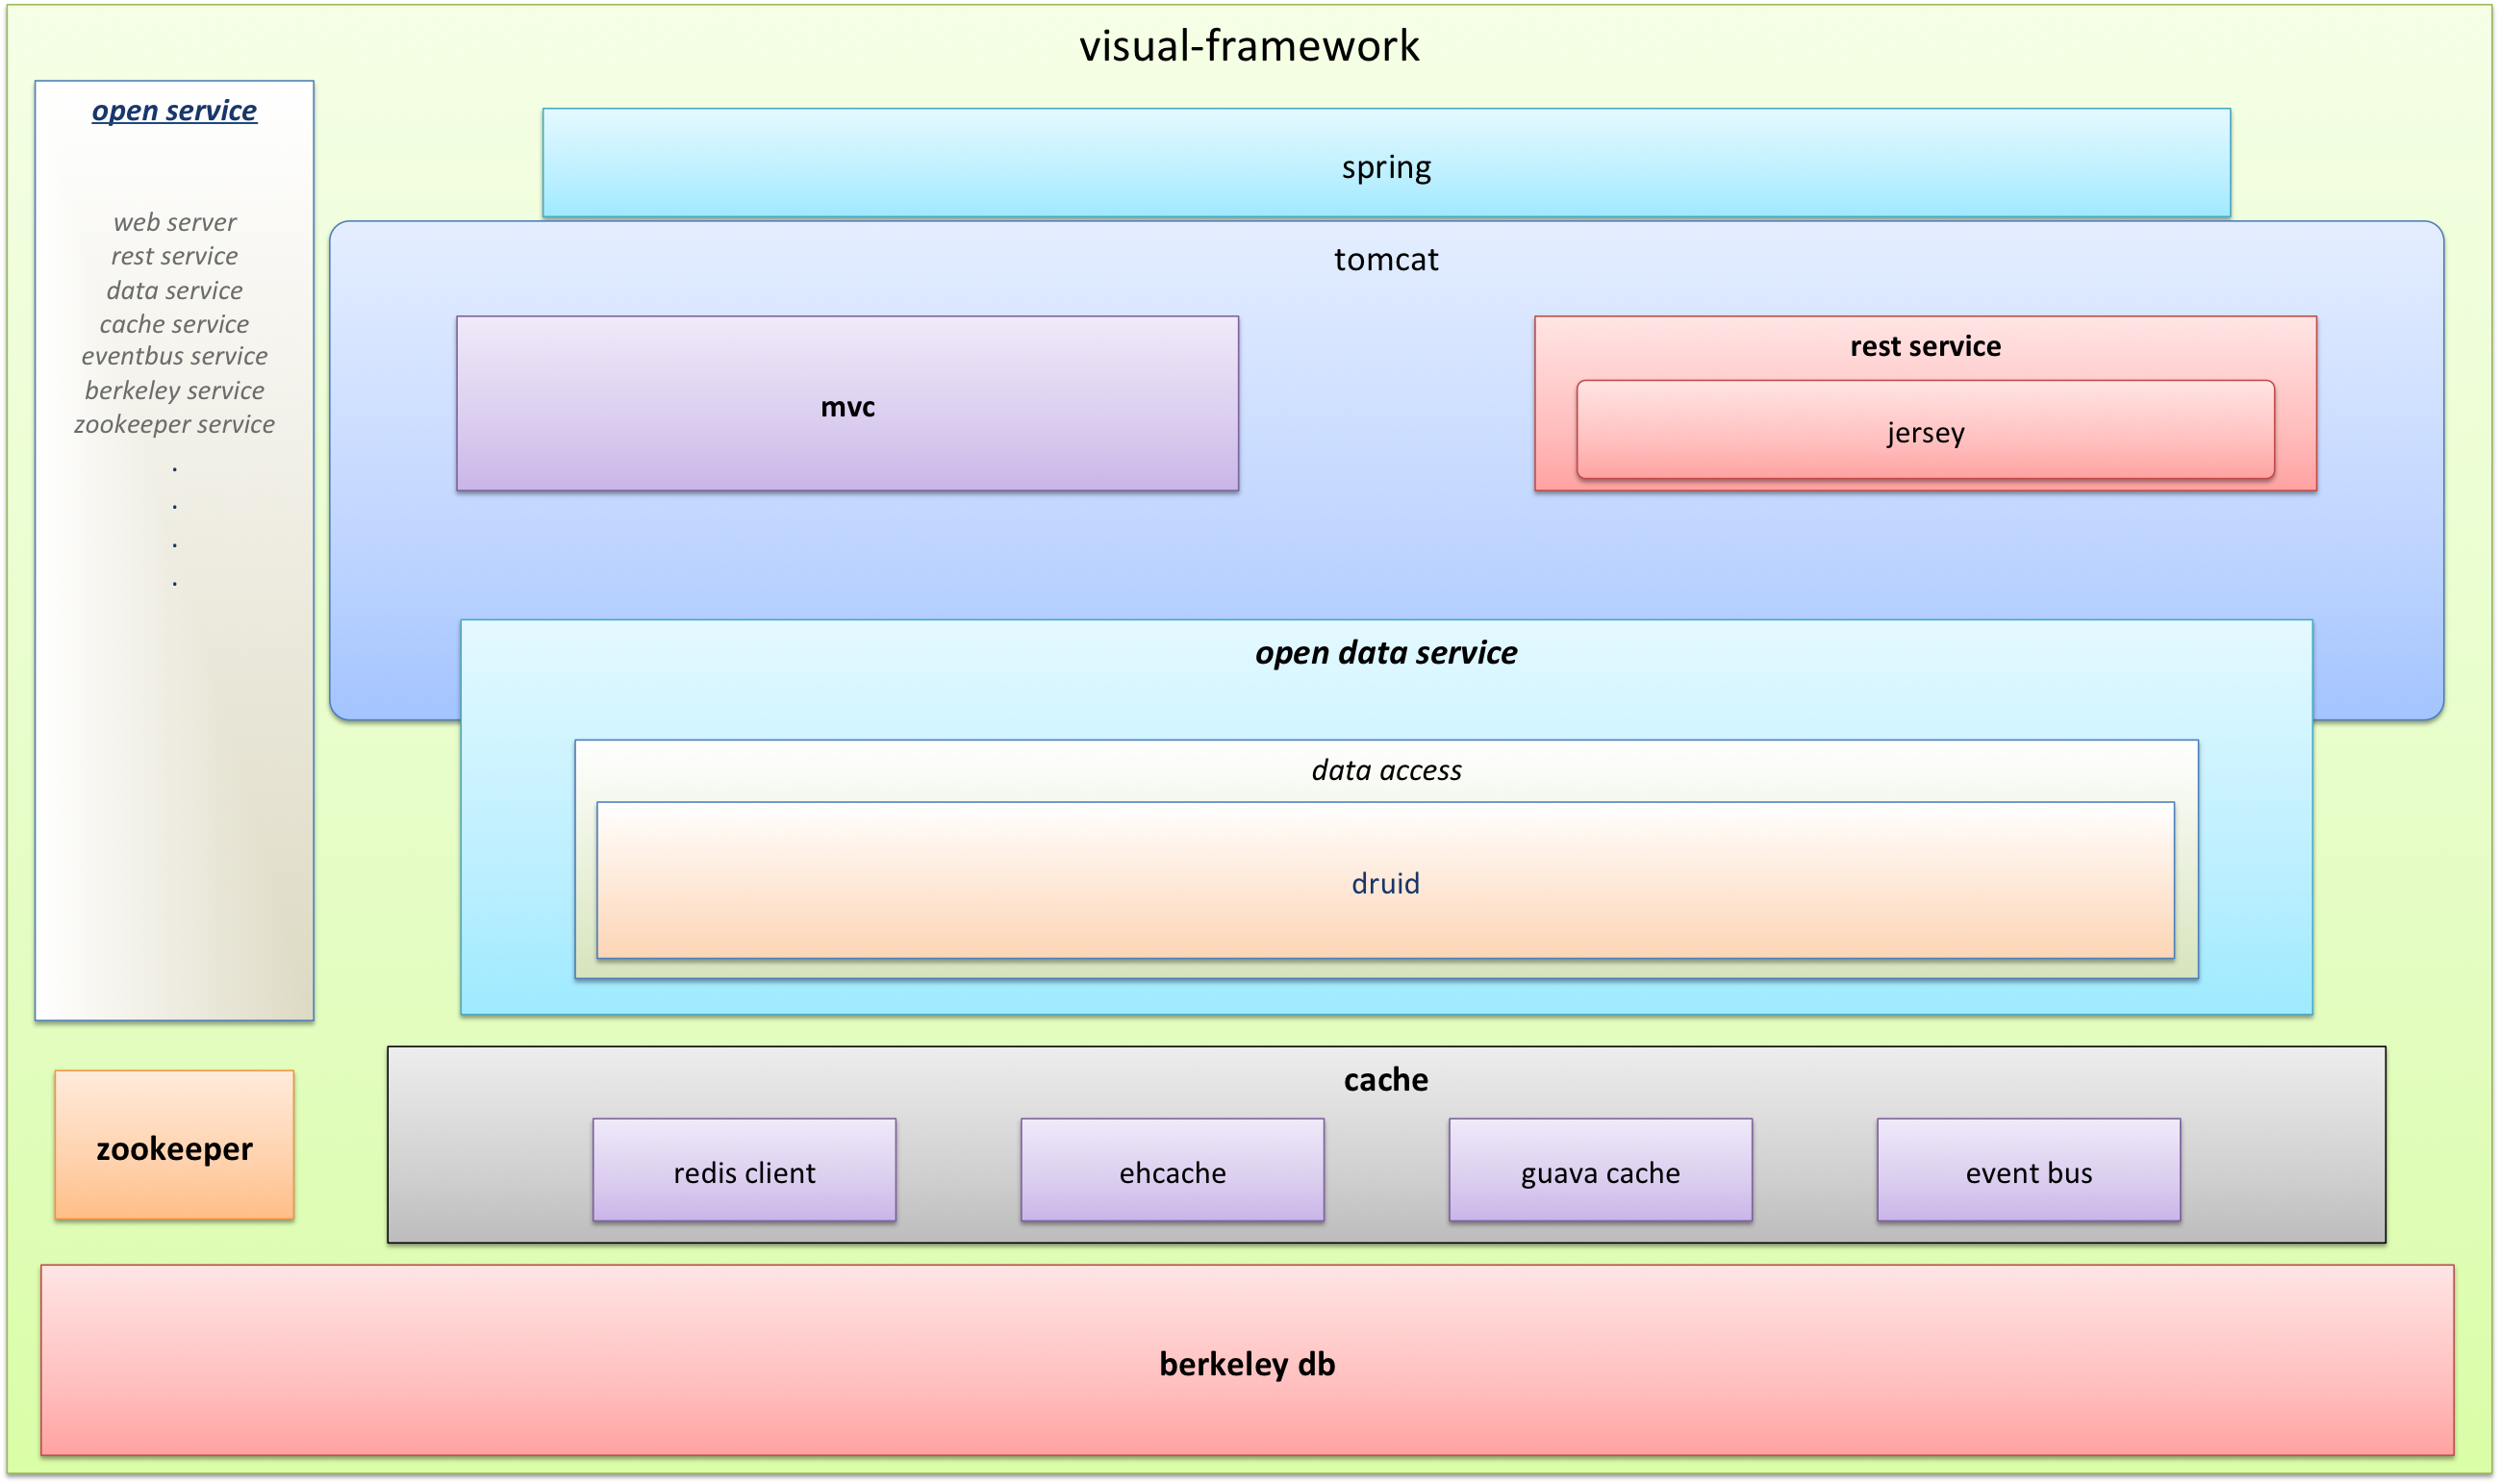 visual-framework
open service
web server
rest service
data service
cache service
eventbus service
berkeley service
zookeeper service
.
.
.
.
spring
tomcat
mvc
rest service
jersey
open data service
data access
druid
zookeeper
cache
redis client
ehcache
guava cache
event bus
berkeley db